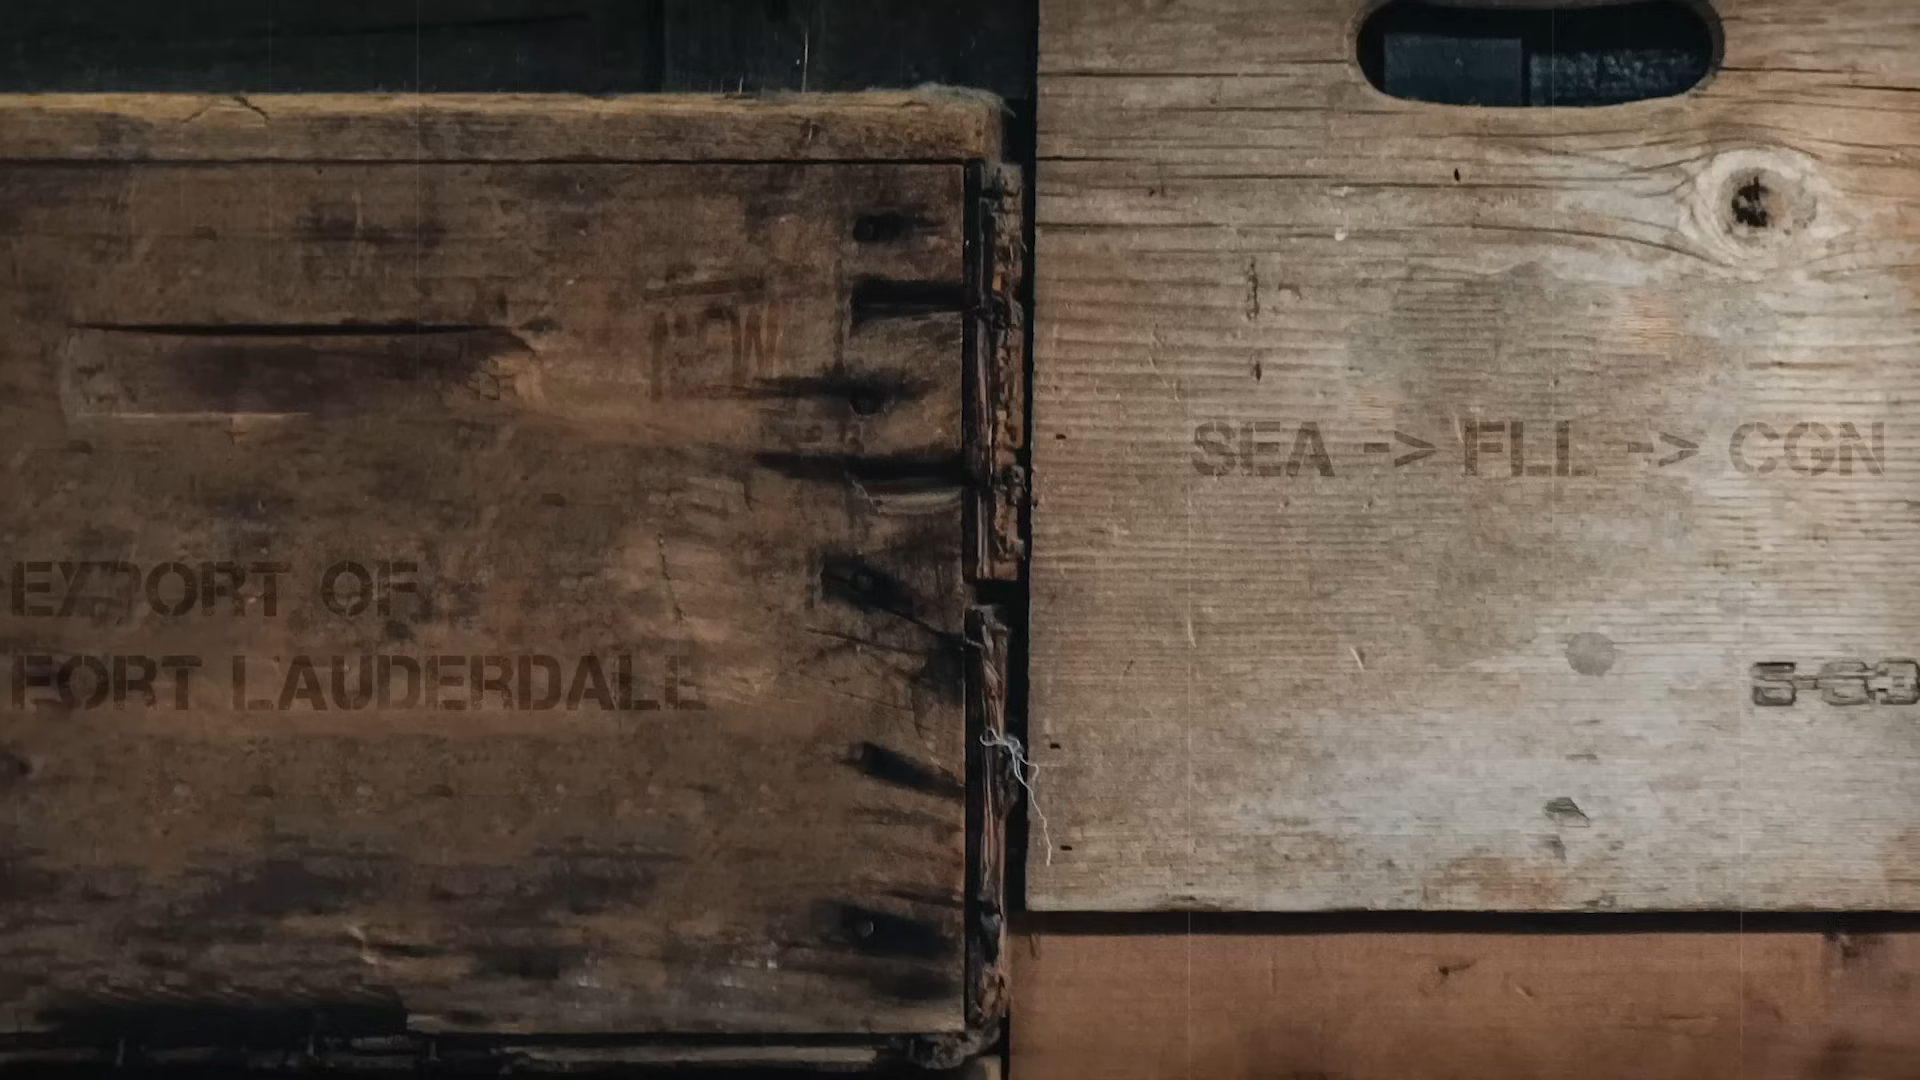 EXPORT OF
FORT LAUDERDALE
SEA -> FLL -> CGN